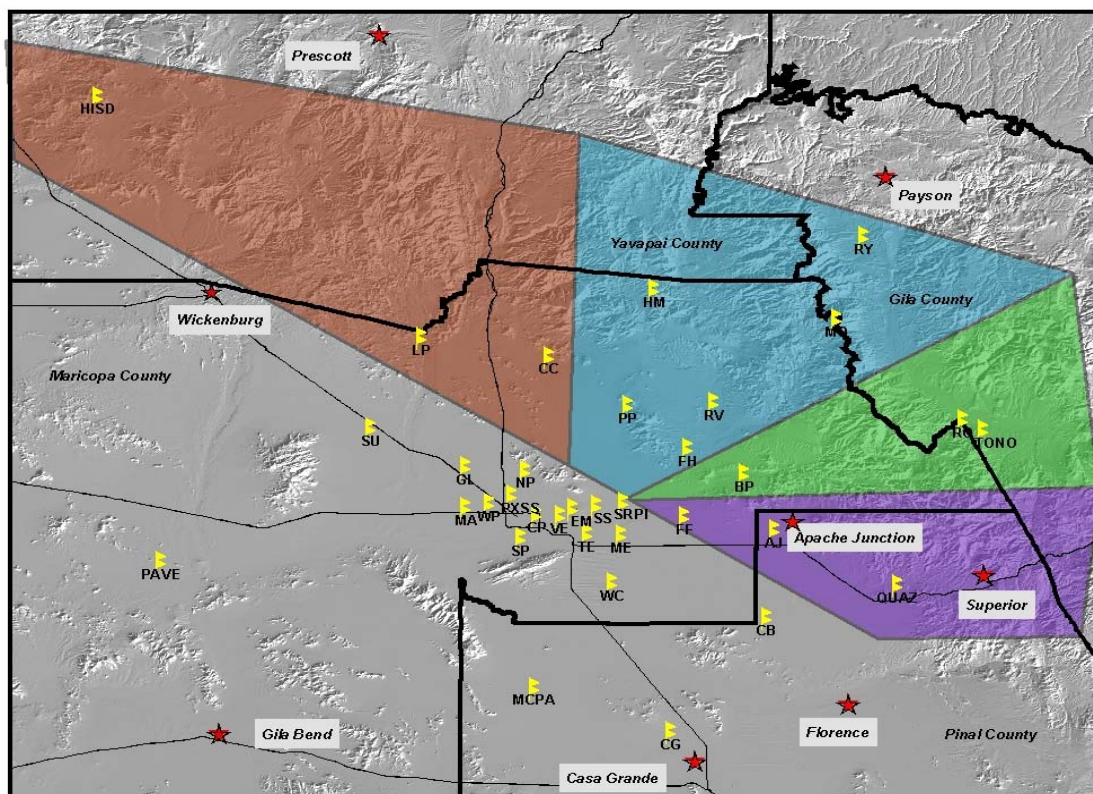 Prescott
HISD
Payson
Yavapai County
RY
HM
Gila County
Wickenburg
LP
CC
Maricopa County
PP
RV
SU
TONO
FH
GL
NP
BP
MA
WP
PXSS
CP
VE
EM
SS
SRPI
FF
SP
TE
ME
AJ
Apache Junction
PAVE
WC
QUAZ
Superior
CB
MCPA
Florence
Gila Bend
CG
Pinal County
Casa Grande